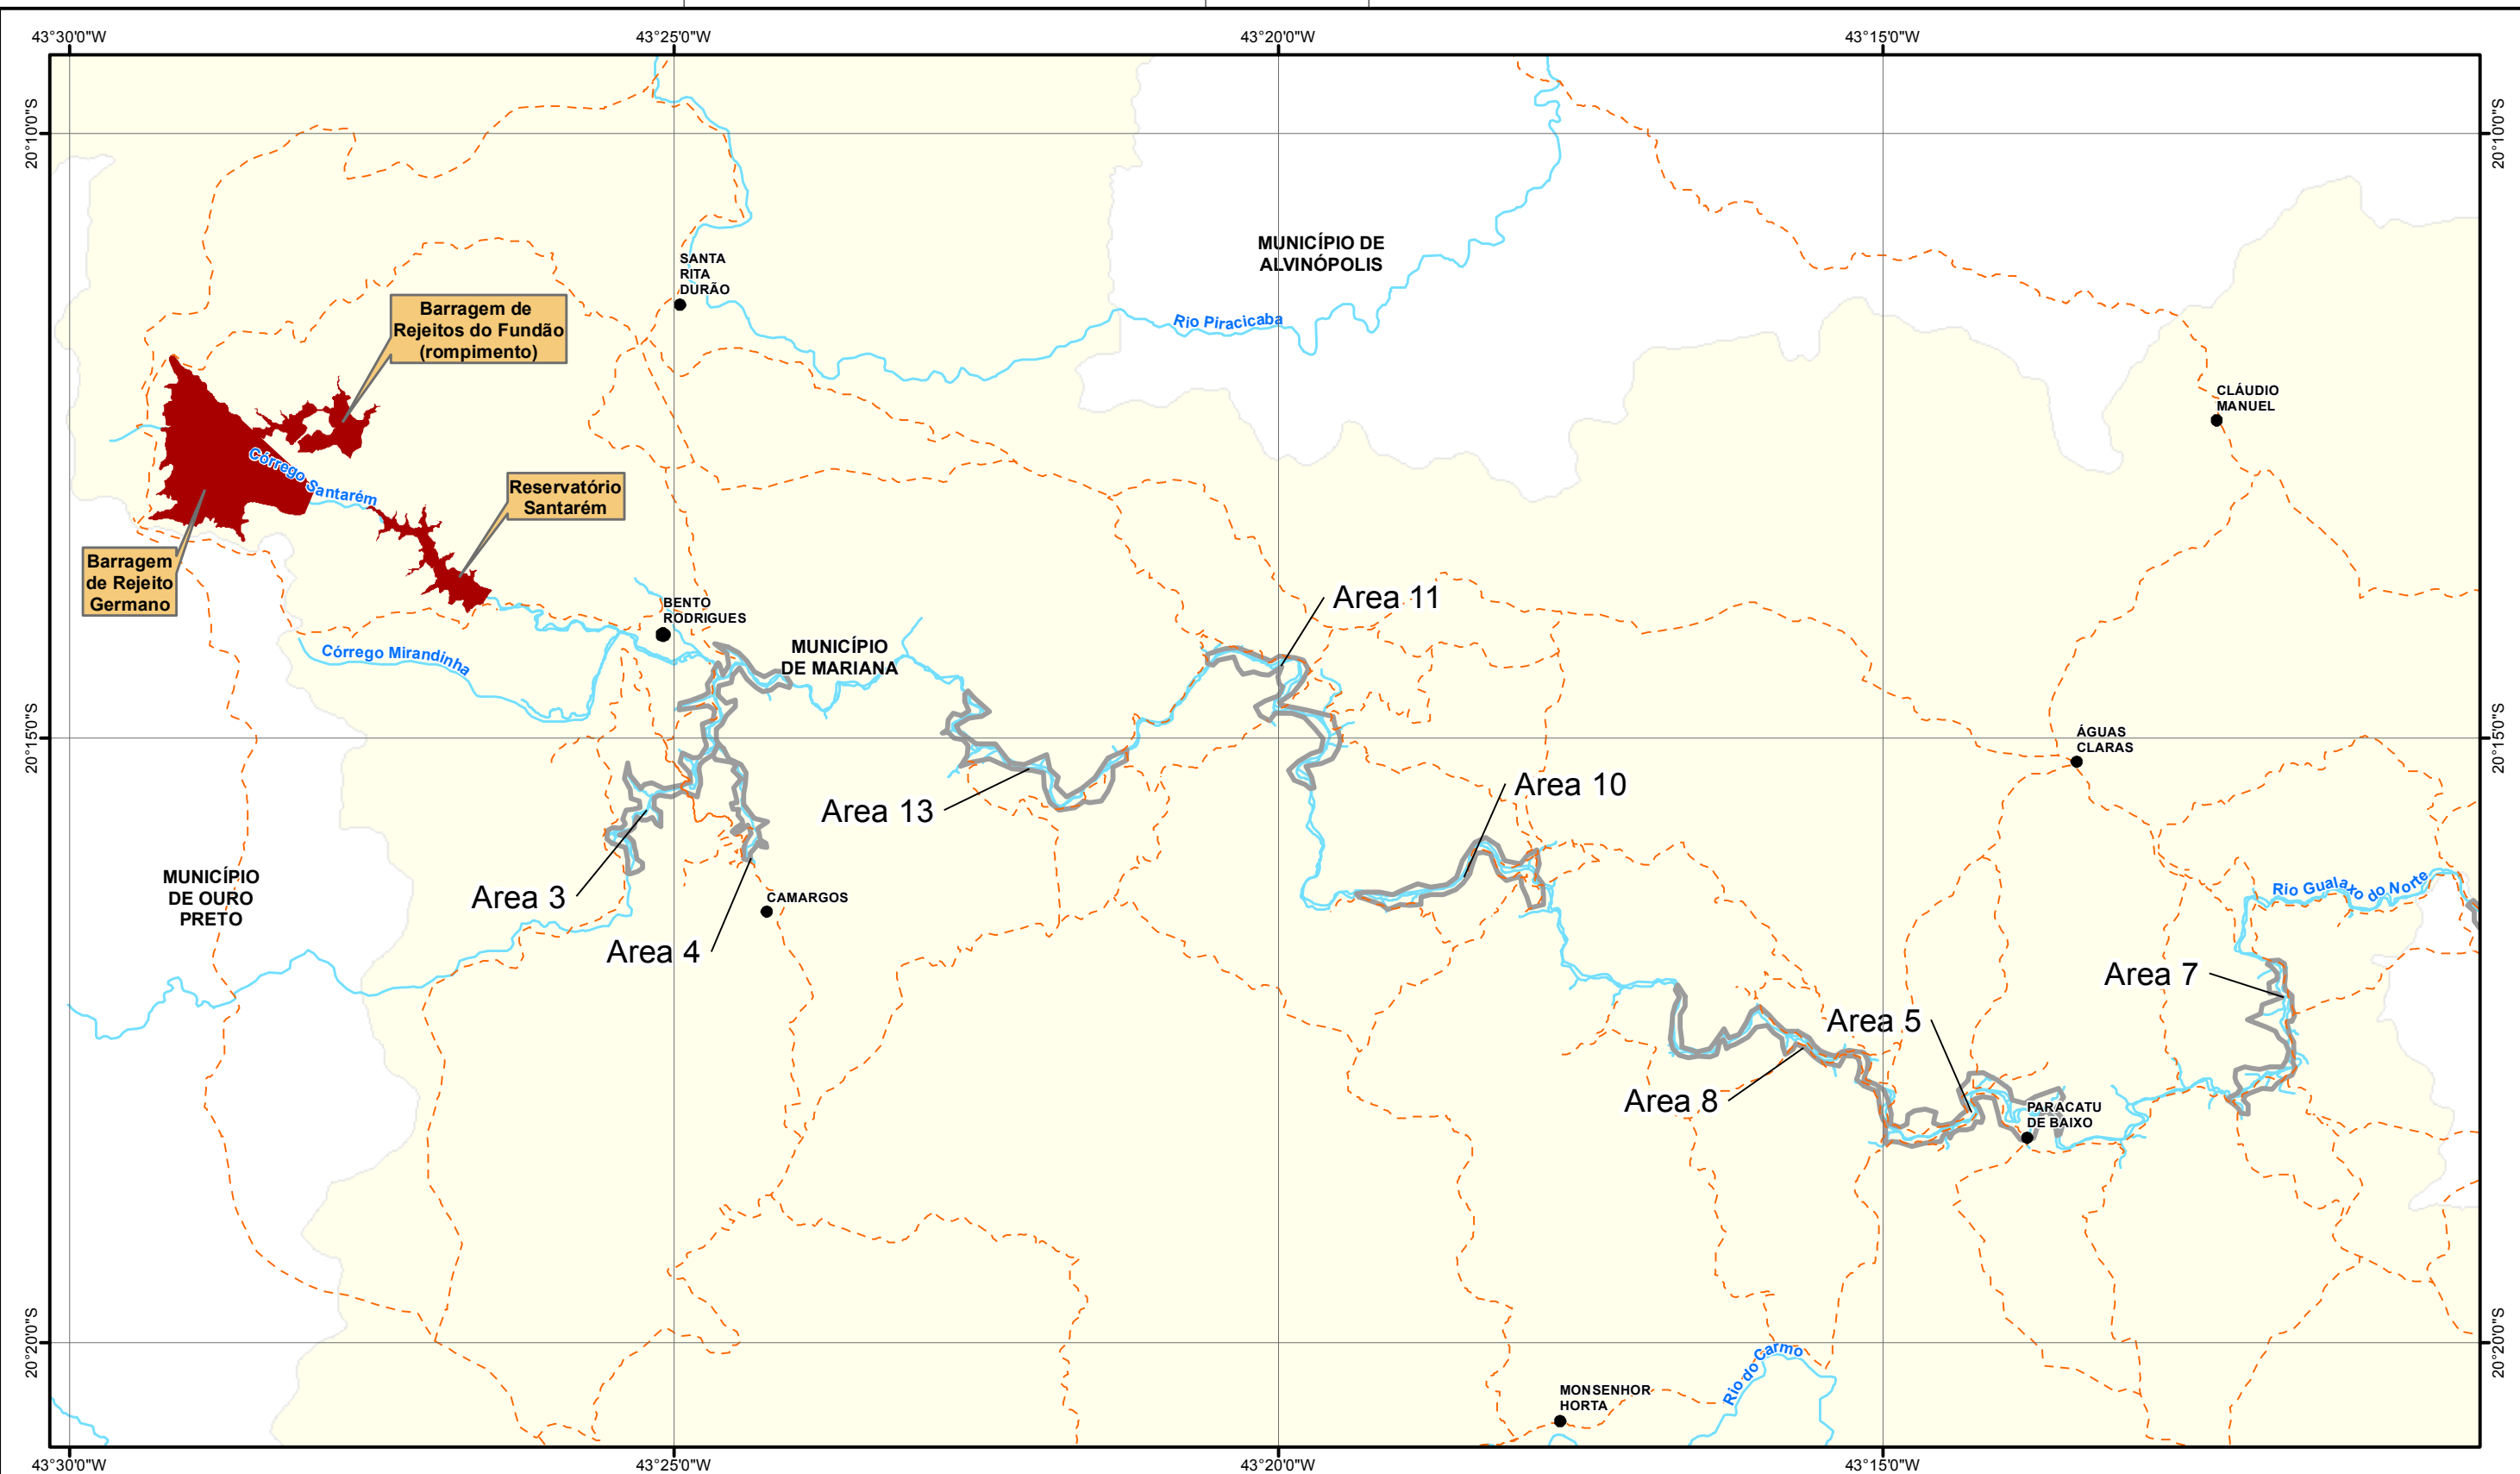 43°30'0"W
43°25'0"W
43°20'0"W
43°15'0"W
20°10'0"S
20°10'0"S
MUNICÍPIO DE
ALVINÓPOLIS
SANTA
RITA
DURÃO
Barragem de
Rejeitos do Fundão
(rompimento)
Rio Piracicaba
CLÁUDIO
MANUEL
Córrego Santarém
Reservatório
Santarém
Barragem
de Rejeito
Germano
Area 11
BENTO
RODRIGUES
Córrego Mirandinha
MUNICÍPIO
DE MARIANA
20°15'0"S
20°15'0"S
ÁGUAS
CLARAS
Area 10
Area 13
MUNICÍPIO
DE OURO
PRETO
Area 3
CAMARGOS
Rio Gualaxo do Norte
Area 4
Area 7
Area 5
Area 8
PARACATU
DE BAIXO
20°20'0"S
20°20'0"S
Rio do Carmo
MONSENHOR
HORTA
43°30'0"W
43°25'0"W
43°20'0"W
43°15'0"W